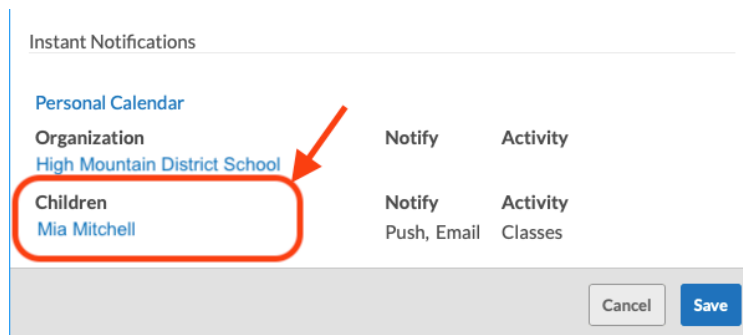 Instant Notifications
Personal Calendar
Organization Notify Activity
High Mountain District School
Children Notify Activity
Mia Mitchell Push, Email Classes
Cancel Save